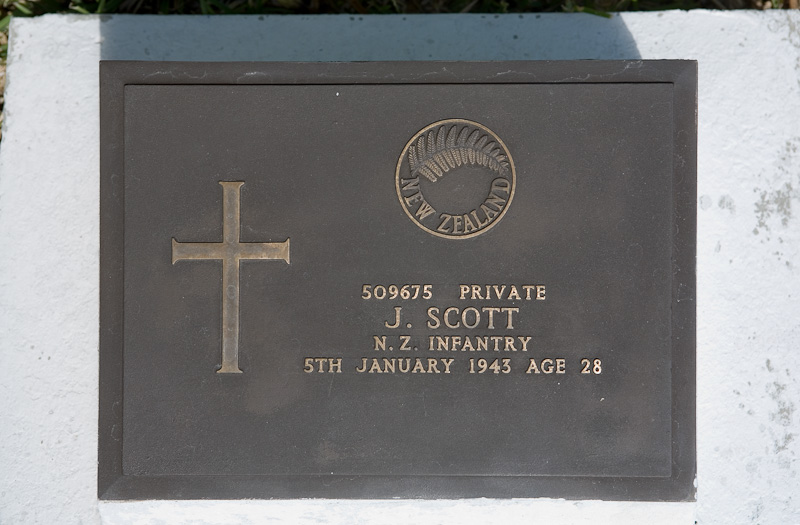 NEW ZEALAND
509675 PRIVATE
J. SCOTT
N.Z. INFANTRY
5TH JANUARY 1943 AGE 28